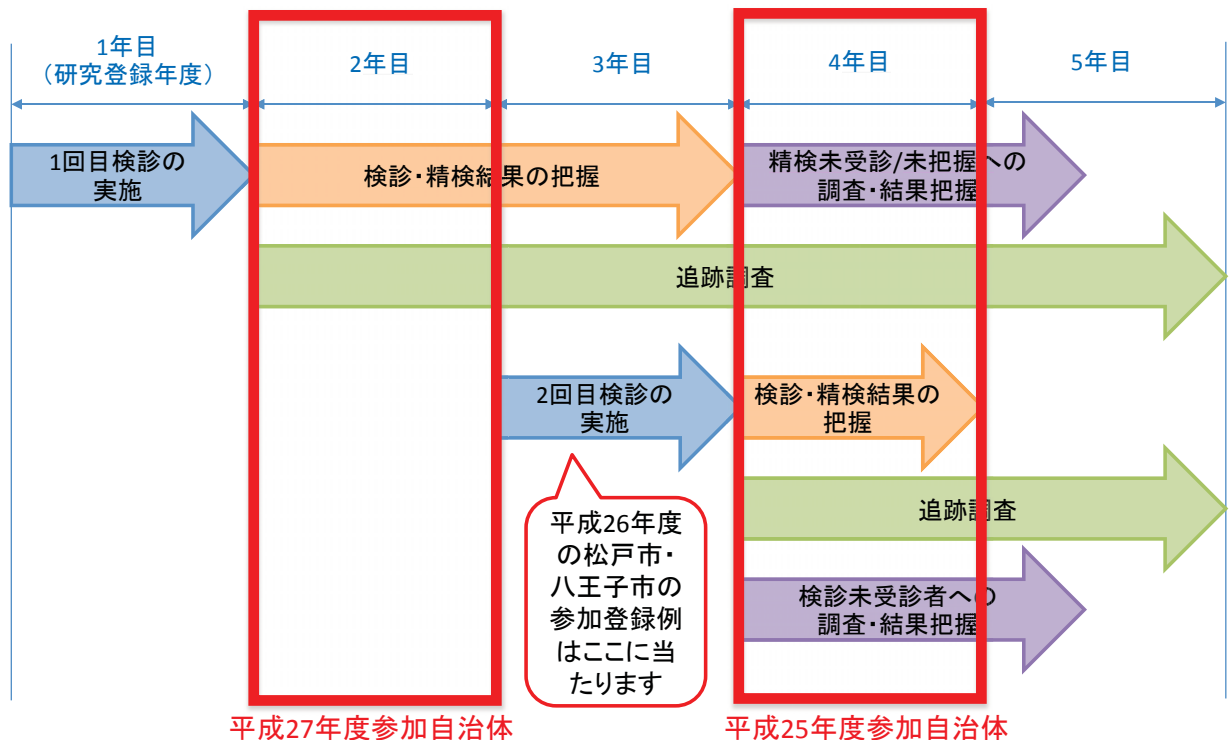 1年目
（研究登録年度）
2年目
3年目
4年目
5年目
1回目検診の
実施
検診・精検結果の把握
精検未受診/未把握への
調査・結果把握
追跡調査
2回目検診の
実施
検診・精検結果の
把握
平成26年度
の松戸市・
八王子市の
参加登録例
はここに当
たります
追跡調査
検診未受診者への
調査・結果把握
平成27年度参加自治体
平成25年度参加自治体